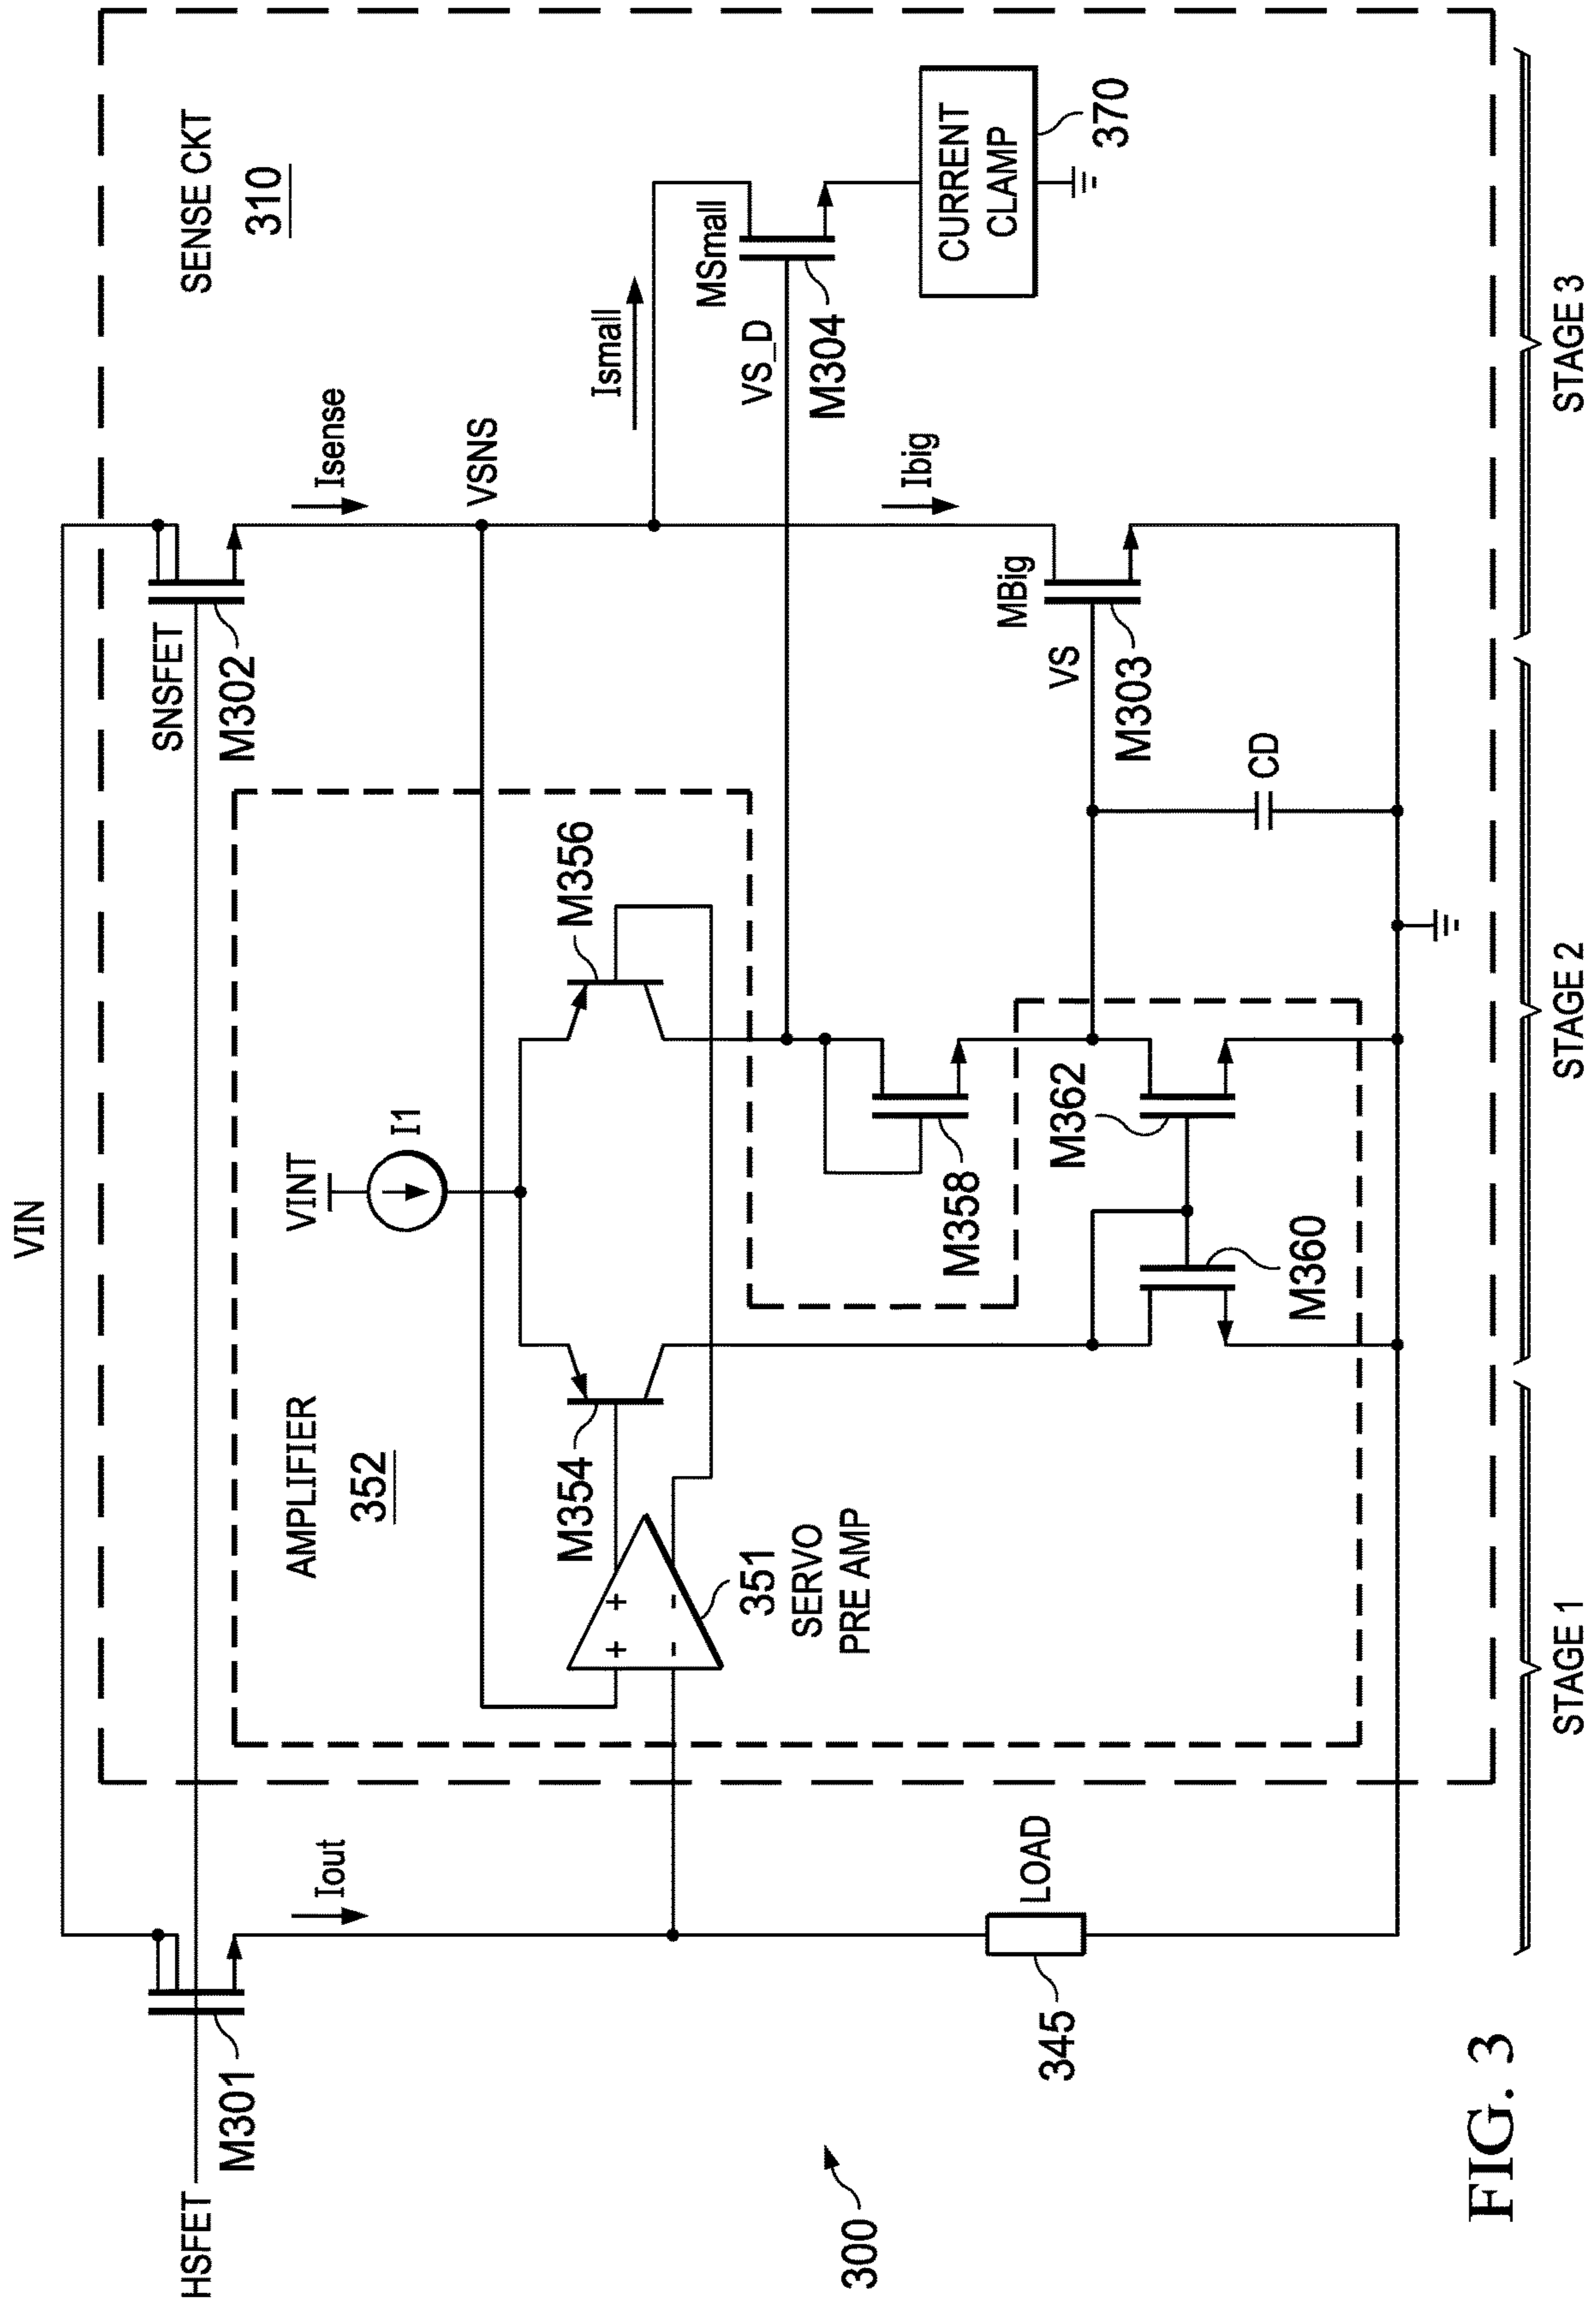 VIN
HSFET
M301
Iout
LOAD
345
300
SENSE CKT
310
SNSFET
M302
Isense
VSNS
Ismall
MSmall
VS_D
M304
CURRENT
CLAMP
370
Ibig
MBig
VS
M303
CD
AMPLIFIER
352
VINT
I1
M354
M356
+ +
- -
351
SERVO
PRE AMP
M358
M362
M360
STAGE 1
STAGE 2
STAGE 3
FIG. 3